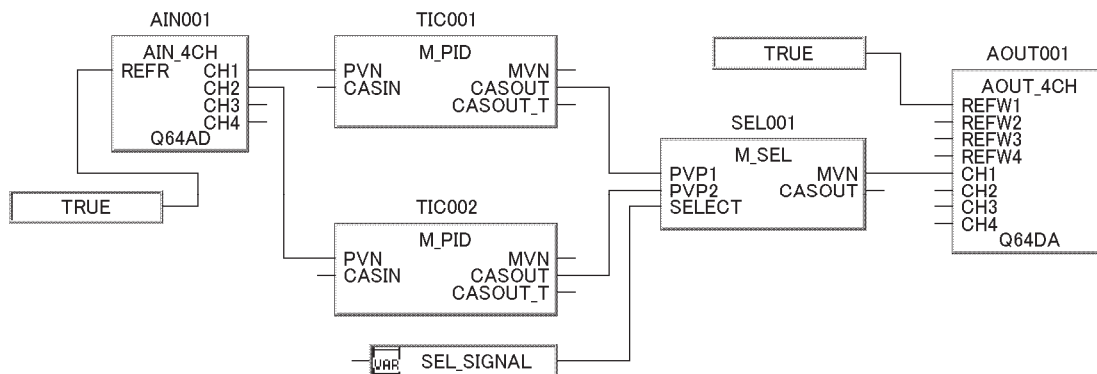 AIN001
AIN_4CH
REFR CH1
CH2
CH3
CH4
Q64AD
TRUE
TIC001
M_PID
PVN MVN
CASIN CASOUT
CASOUT_T
TIC002
M_PID
PVN MVN
CASIN CASOUT
CASOUT_T
VAR SEL_SIGNAL
SEL001
M_SEL
PVP1 MVN
PVP2 CASOUT
SELECT
TRUE
AOUT001
AOUT_4CH
REFW1
REFW2
REFW3
REFW4
CH1
CH2
CH3
CH4
Q64DA